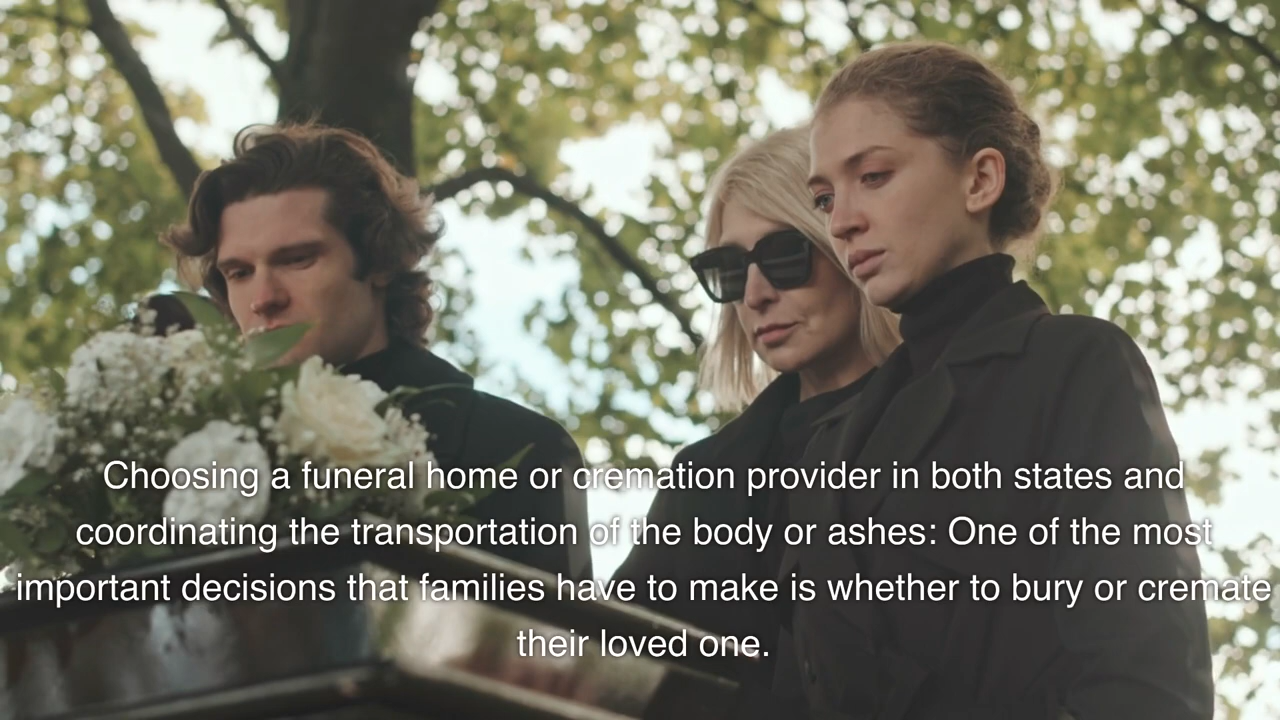 Choosing a funeral home or cremation provider in both states and
coordinating the transportation of the body or ashes: One of the most
important decisions that families have to make is whether to bury or cremate
their loved one.